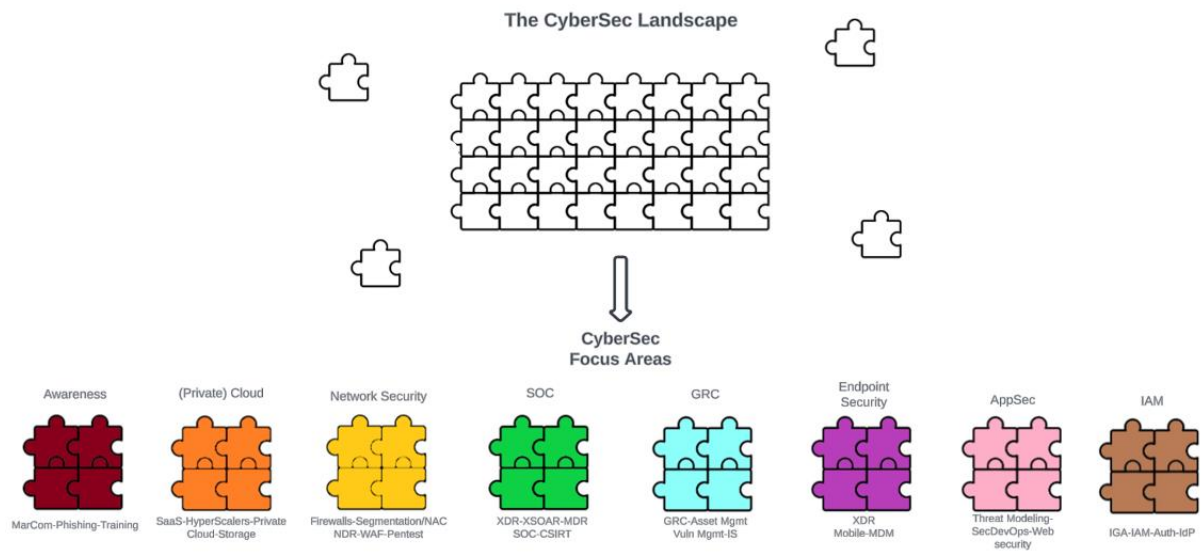 The CyberSec Landscape
CyberSec
Focus Areas
Awareness
(Private) Cloud
Network Security
SOC
GRC
Endpoint
Security
AppSec
IAM
MarCom-Phishing-Training
SaaS-HyperScalers-Private
Cloud-Storage
Firewalls-Segmentation/NAC
NDR-WAF-Pentest
XDR-XSOAR-MDR
SOC-CSIRT
GRC-Asset Mgmt
Vuln Mgmt-IS
XDR
Mobile-MDM
Threat Modeling-
SecDevOps-Web
security
IGA-IAM-Auth-IdP